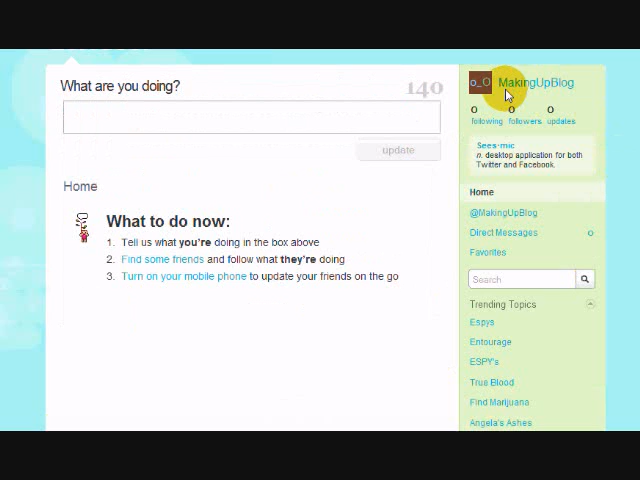 What are you doing?
140
update
Home
What to do now:
1. Tell us what you're doing in the box above
2. Find some friends and follow what they're doing
3. Turn on your mobile phone to update your friends on the go
o_O MakingUpBlog
0 0 0
following followers updates
Sees·mic
n. desktop application for both
Twitter and Facebook.
Home
@MakingUpBlog
Direct Messages 0
Favorites
Search
Trending Topics
Espys
Entourage
ESPY's
True Blood
Find Marijuana
Angela's Ashes